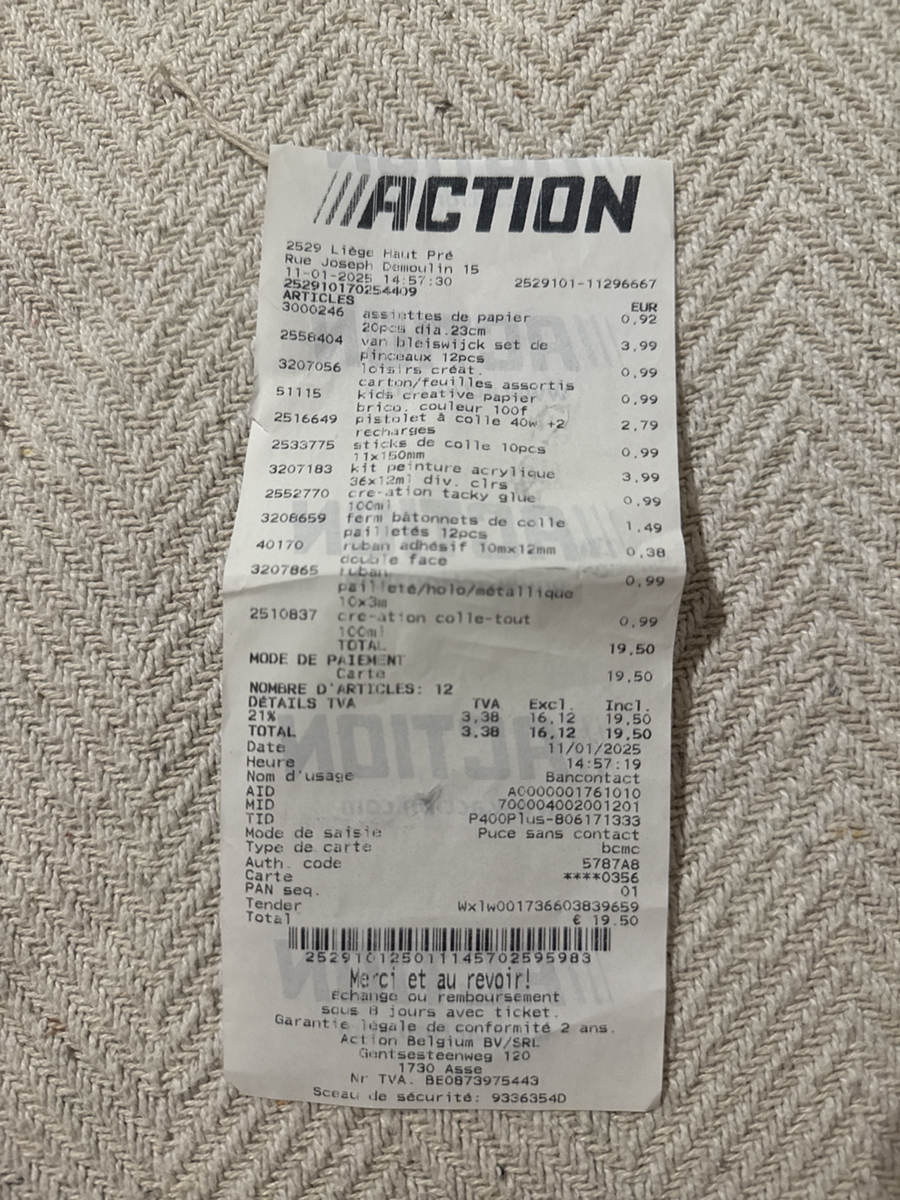 ACTION
2529 Liège Haut Pré
Rue Joseph Demoulin 15
11-01-2025 14:57:30 2529101-11296667
252910170254409
ARTICLES EUR
3000246 assiettes de papier 0,92
20pcs dia.23cm
2558404 van bleiswijck set de 3,99
pinceaux 12pcs
3207056 loisirs créat. 0,99
carton/feuilles assortis
51115 kids creative papier 0,99
brico. couleur 100f
2516649 pistolet à colle 40w +2 2,79
recharges
2533775 sticks de colle 10pcs 0,99
11x150mm
3207183 kit peinture acrylique 3,99
36x12ml div. clrs
2552770 cre-ation tacky glue 0,99
100ml
3208659 ferm bâtonnets de colle 1,49
pailletés 12pcs
40170 ruban adhésif 10mx12mm 0,38
double face
3207865 ruban 0,99
pailleté/holo/métallique
10x3m
2510837 cre-ation colle-tout 0,99
100ml
TOTAL 19,50
MODE DE PAIEMENT
Carte 19,50
NOMBRE D'ARTICLES: 12
DÉTAILS TVA TVA Excl. Incl.
21% 3,38 16,12 19,50
TOTAL 3,38 16,12 19,50
Date 11/01/2025
Heure 14:57:19
Nom d'usage Bancontact
AID A0000001761010
MID 700004002001201
TID P400Plus-806171333
Mode de saisie Puce sans contact
Type de carte bcmc
Auth. code 5787A8
Carte ****0356
PAN seq. 01
Tender Wx1w001736603839659
Total € 19.50
2529101250111145702595983
Merci et au revoir!
Echange ou remboursement
sous 8 jours avec ticket.
Garantie légale de conformité 2 ans.
Action Belgium BV/SRL
Gentsesteenweg 120
1730 Asse
Nr TVA. BE0873975443
Sceau de sécurité: 9336354D